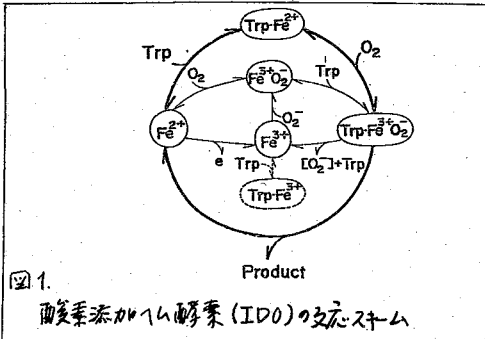 Trp·Fe²⁺
Trp
O₂
O₂
Fe³⁺O₂⁻
Trp
Fe²⁺
O₂⁻
Fe³⁺
Trp·Fe³⁺O₂⁻
e
Trp
[O₂⁻]+Trp
Trp·Fe³⁺
Product
図1.
酸素添加ヘム酵素(IDO)の反応スキーム